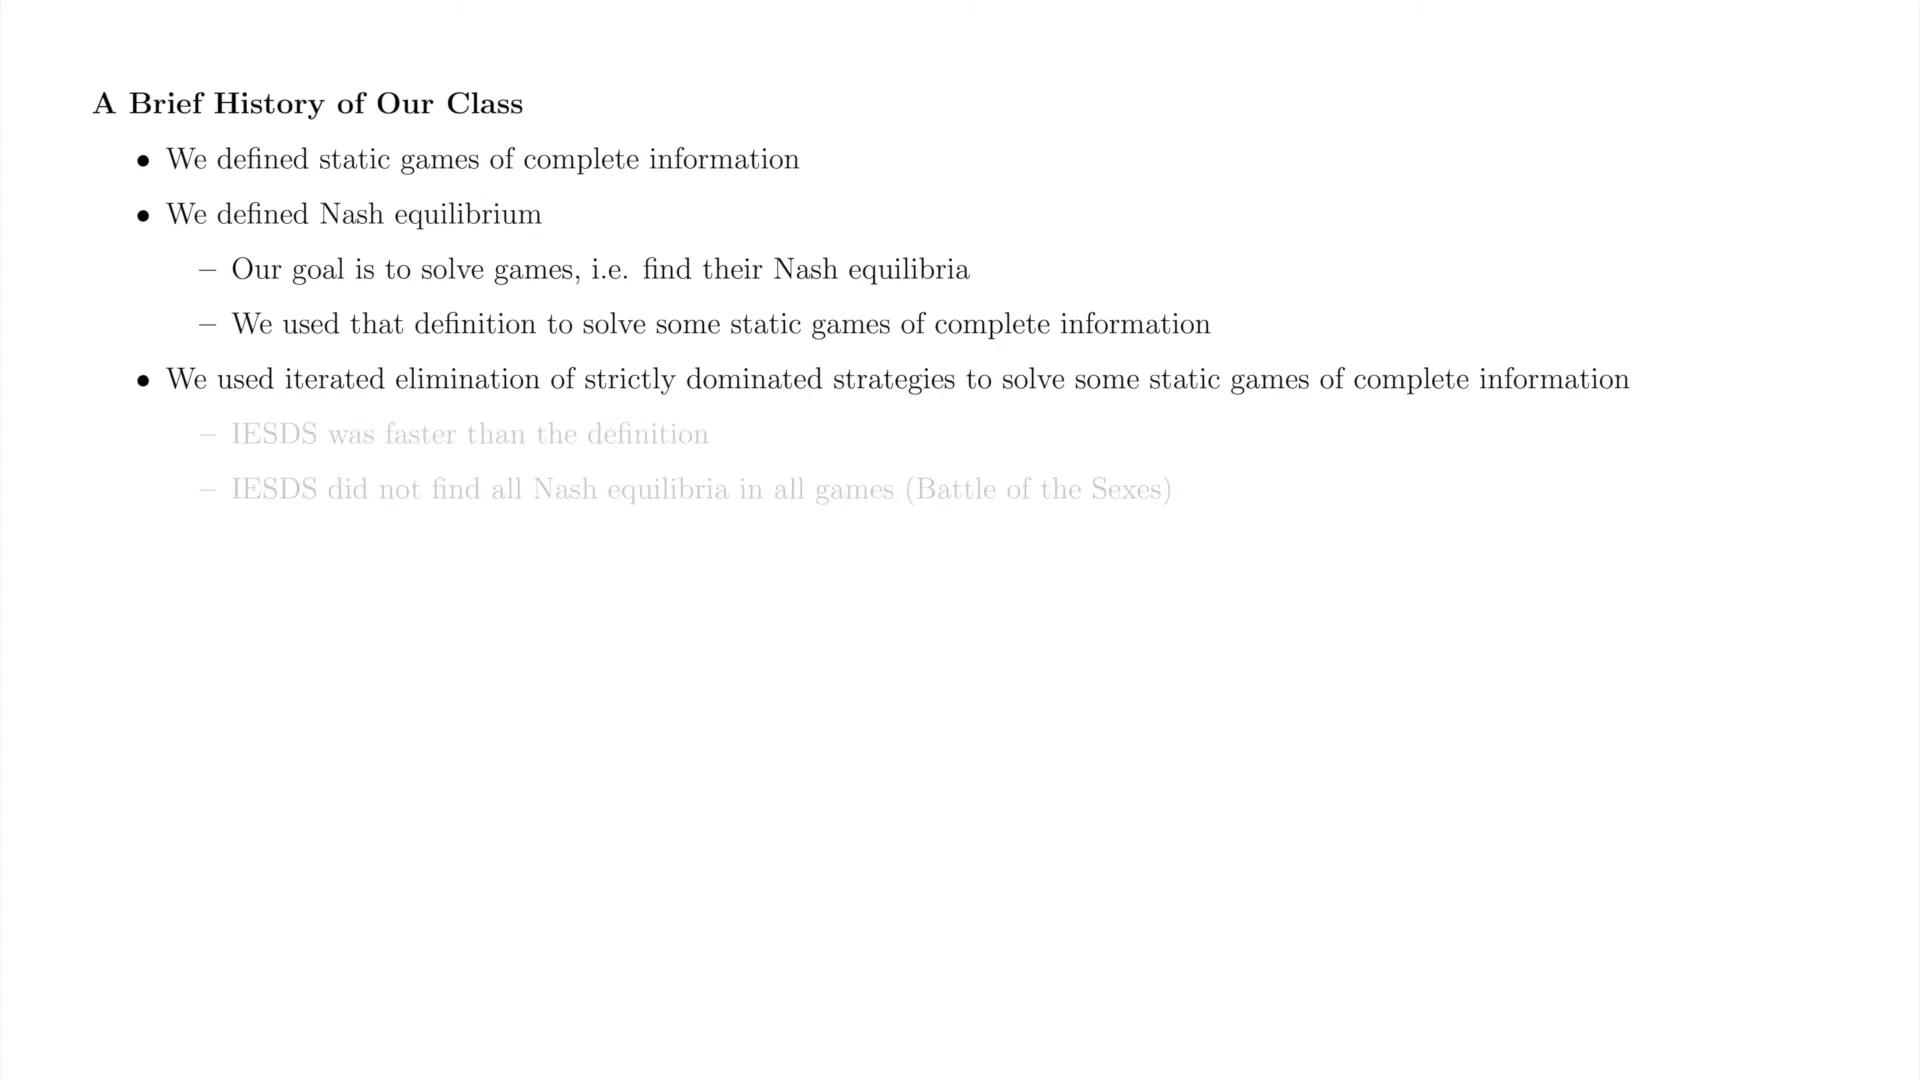 A Brief History of Our Class
• We defined static games of complete information
• We defined Nash equilibrium
– Our goal is to solve games, i.e. find their Nash equilibria
– We used that definition to solve some static games of complete information
• We used iterated elimination of strictly dominated strategies to solve some static games of complete information
– IESDS was faster than the definition
– IESDS did not find all Nash equilibria in all games (Battle of the Sexes)